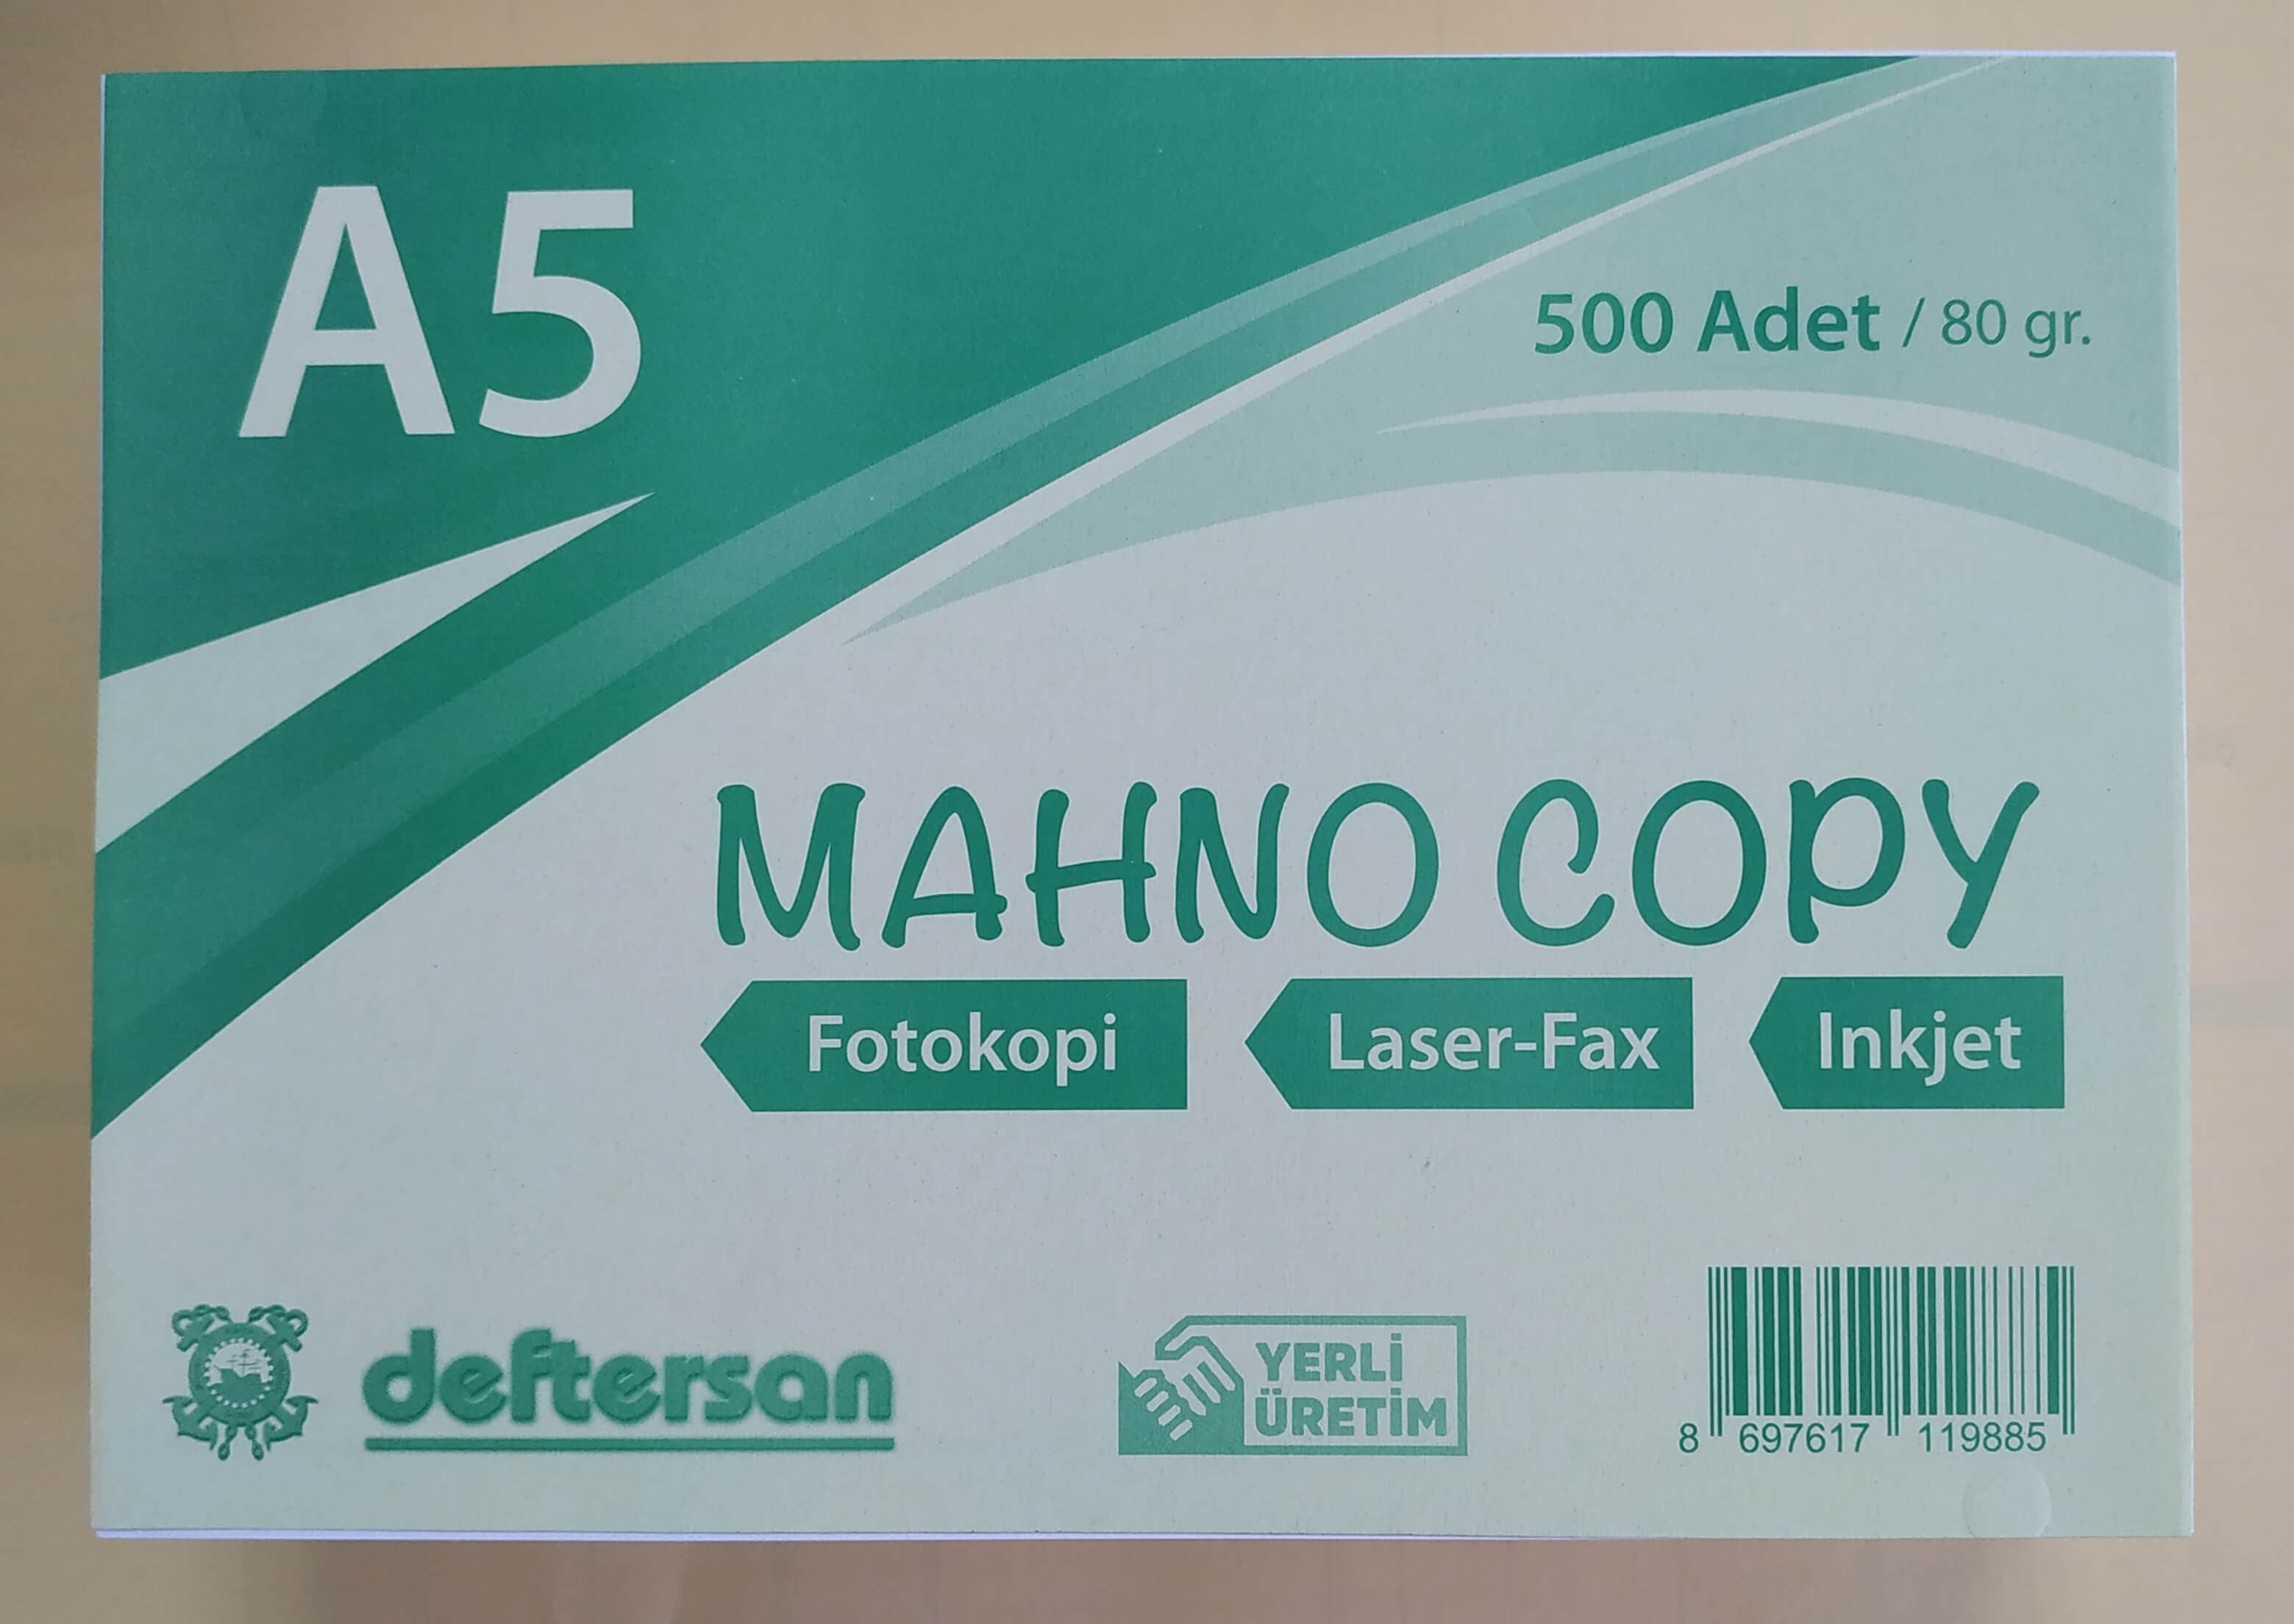 A5
500 Adet / 80 gr.
MAHNO COPY
Fotokopi
Laser-Fax
Inkjet
deftersan
YERLİ
ÜRETİM
8 697617 119885